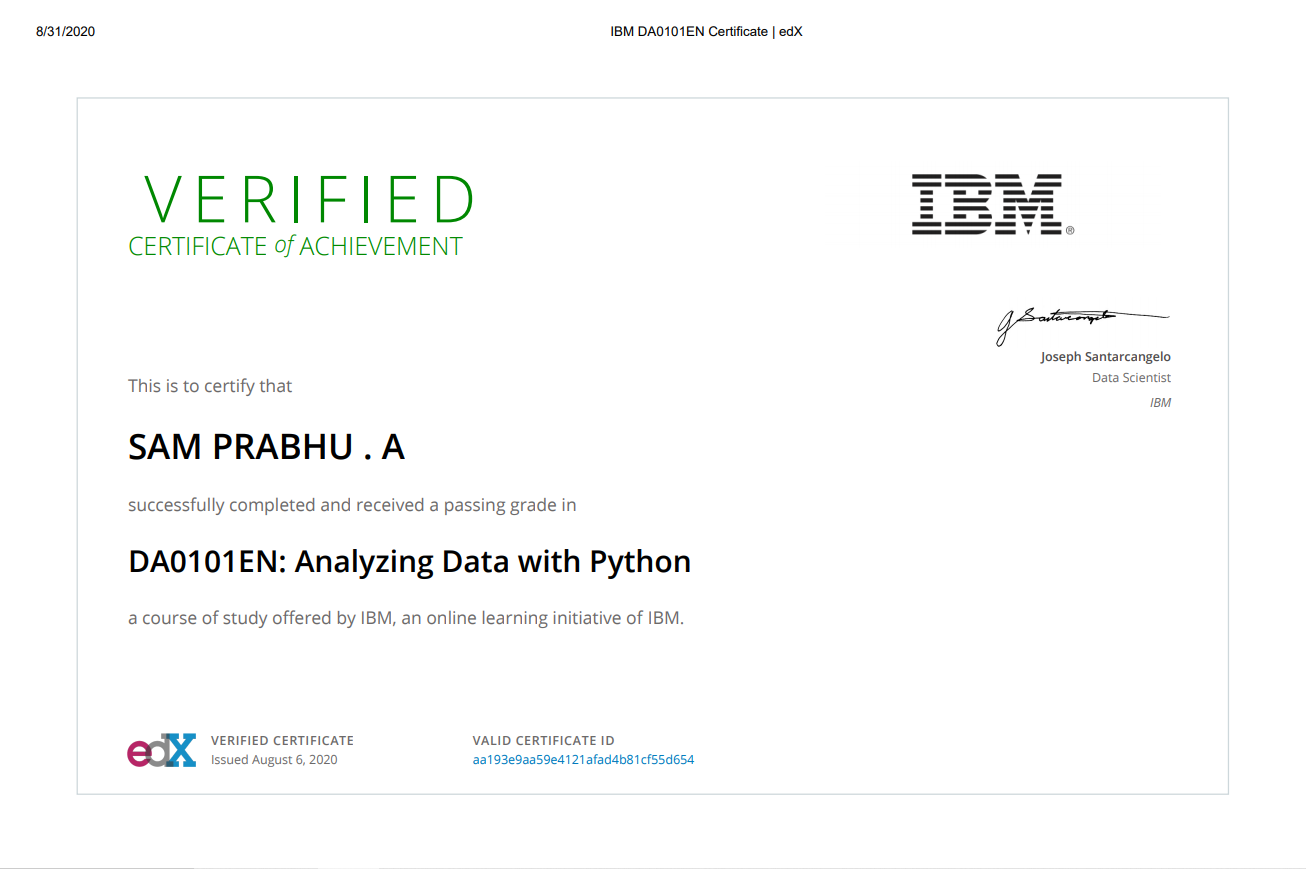 8/31/2020
IBM DA0101EN Certificate | edX
VERIFIED
CERTIFICATE of ACHIEVEMENT
IBM®
J Santarcangelo
Joseph Santarcangelo
Data Scientist
IBM
This is to certify that
SAM PRABHU . A
successfully completed and received a passing grade in
DA0101EN: Analyzing Data with Python
a course of study offered by IBM, an online learning initiative of IBM.
edX
VERIFIED CERTIFICATE
Issued August 6, 2020
VALID CERTIFICATE ID
aa193e9aa59e4121afad4b81cf55d654